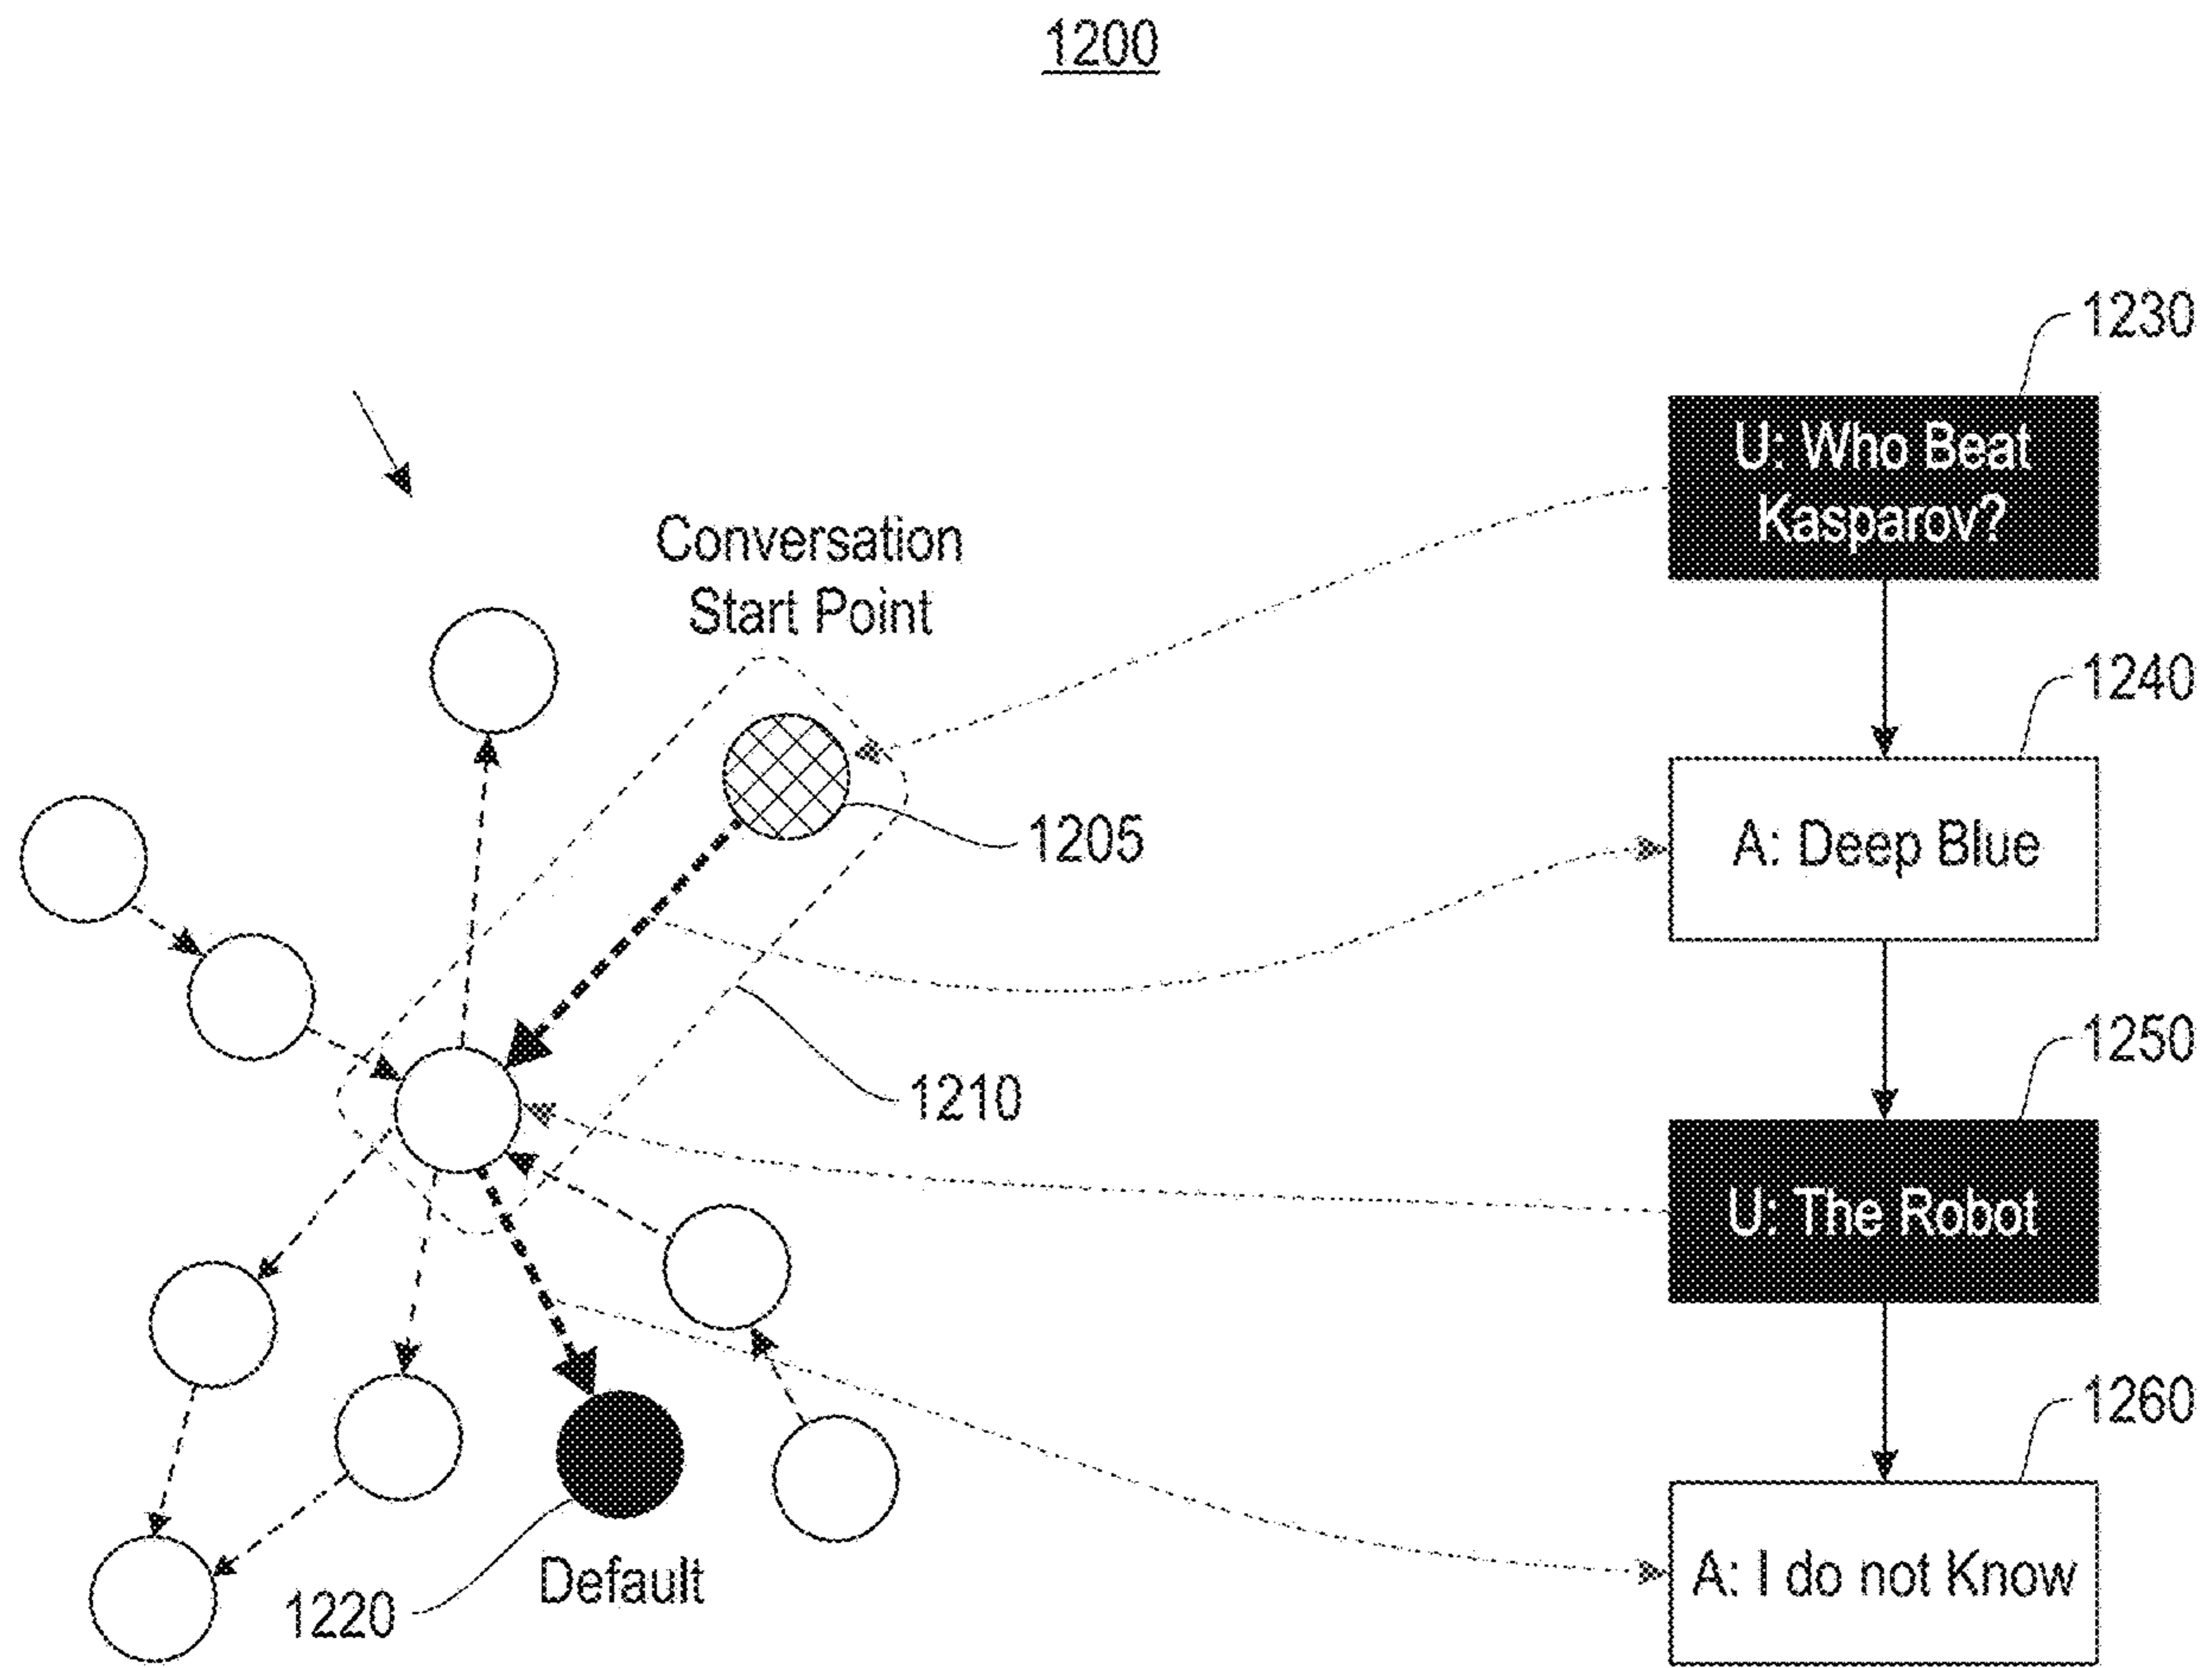 1200
1230
U: Who Beat
Kasparov?
Conversation
Start Point
1240
A: Deep Blue
1205
1250
1210
U: The Robot
1260
A: I do not Know
Default
1220